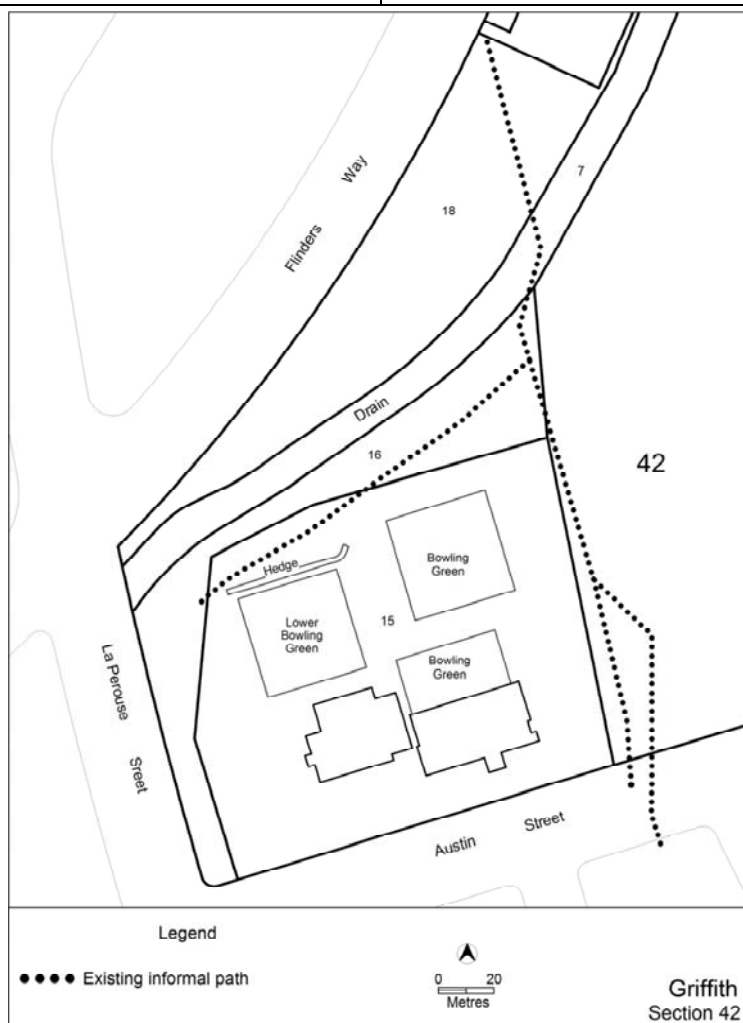 Flinders Way
18
7
Drain
16
42
Hedge
Bowling
Green
Lower
Bowling
Green
15
Bowling
Green
La Perouse Sreet
Austin Street
Legend
Existing informal path
0 20
Metres
Griffith
Section 42